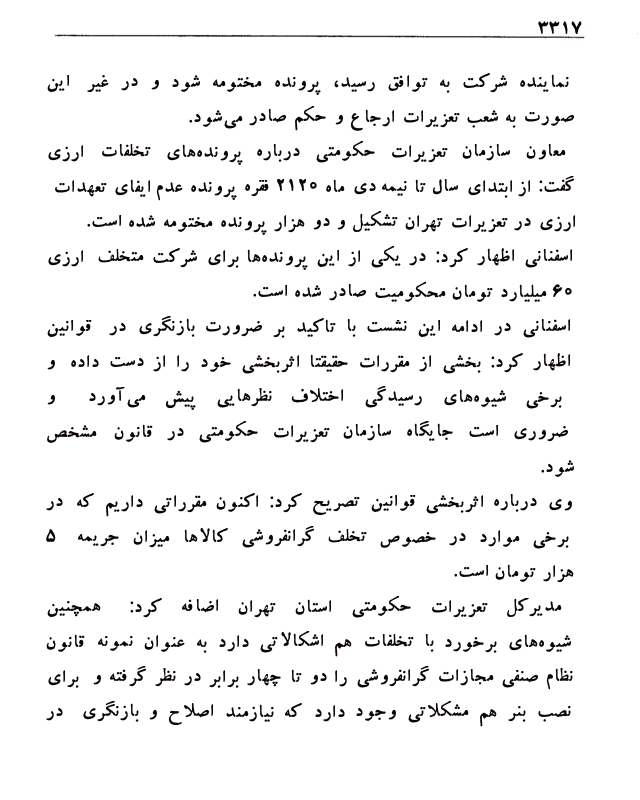 ۳۳۱۷
نماینده شرکت به توافق رسید، پرونده مختومه شود و در غیر این
صورت به شعب تعزیرات ارجاع و حکم صادر می‌شود.
معاون سازمان تعزیرات حکومتی درباره پرونده‌های تخلفات ارزی
گفت: از ابتدای سال تا نیمه دی ماه ۲۱۲۰ فقره پرونده عدم ایفای تعهدات
ارزی در تعزیرات تهران تشکیل و دو هزار پرونده مختومه شده است.
اسفنانی اظهار کرد: در یکی از این پرونده‌ها برای شرکت متخلف ارزی
۶۰ میلیارد تومان محکومیت صادر شده است.
اسفنانی در ادامه این نشست با تاکید بر ضرورت بازنگری در قوانین
اظهار کرد: بخشی از مقررات حقیقتا اثربخشی خود را از دست داده و
برخی شیوه‌های رسیدگی اختلاف نظرهایی پیش می‌آورد و
ضروری است جایگاه سازمان تعزیرات حکومتی در قانون مشخص
شود.
وی درباره اثربخشی قوانین تصریح کرد: اکنون مقرراتی داریم که در
برخی موارد در خصوص تخلف گرانفروشی کالاها میزان جریمه ۵
هزار تومان است.
مدیرکل تعزیرات حکومتی استان تهران اضافه کرد: همچنین
شیوه‌های برخورد با تخلفات هم اشکالاتی دارد به عنوان نمونه قانون
نظام صنفی مجازات گرانفروشی را دو تا چهار برابر در نظر گرفته و برای
نصب بنر هم مشکلاتی وجود دارد که نیازمند اصلاح و بازنگری در